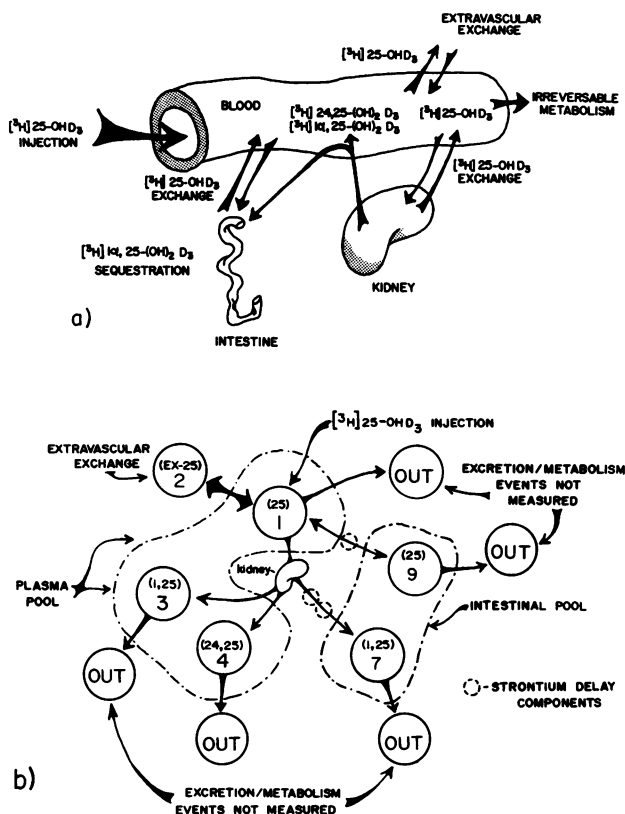 EXTRAVASCULAR
EXCHANGE
[³H] 25-OHD₃
BLOOD
[³H] 24,25-(OH)₂ D₃
[³H] 1α, 25-(OH)₂ D₃
[³H] 25-OHD₃
IRREVERSABLE
METABOLISM
[³H] 25-OHD₃
INJECTION
[³H] 25-OHD₃
EXCHANGE
[³H] 25-OHD₃
EXCHANGE
[³H] 1α, 25-(OH)₂ D₃
SEQUESTRATION
KIDNEY
INTESTINE
a)
[³H] 25-OHD₃ INJECTION
EXTRAVASCULAR
EXCHANGE
(EX-25)
2
(25)
1
OUT
EXCRETION/METABOLISM
EVENTS NOT
MEASURED
OUT
(25)
9
kidney
PLASMA
POOL
(1,25)
3
INTESTINAL POOL
(24,25)
4
(1,25)
7
OUT
OUT
OUT
-STRONTIUM DELAY
COMPONENTS
EXCRETION/METABOLISM
EVENTS NOT MEASURED
b)